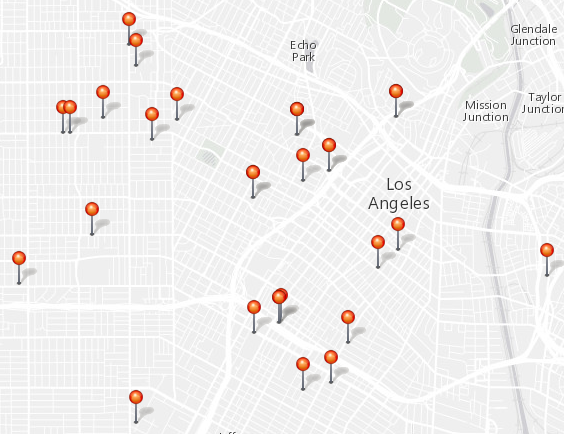 Glendale
Junction
Echo
Park
Taylor
Junction
Mission
Junction
Los
Angeles